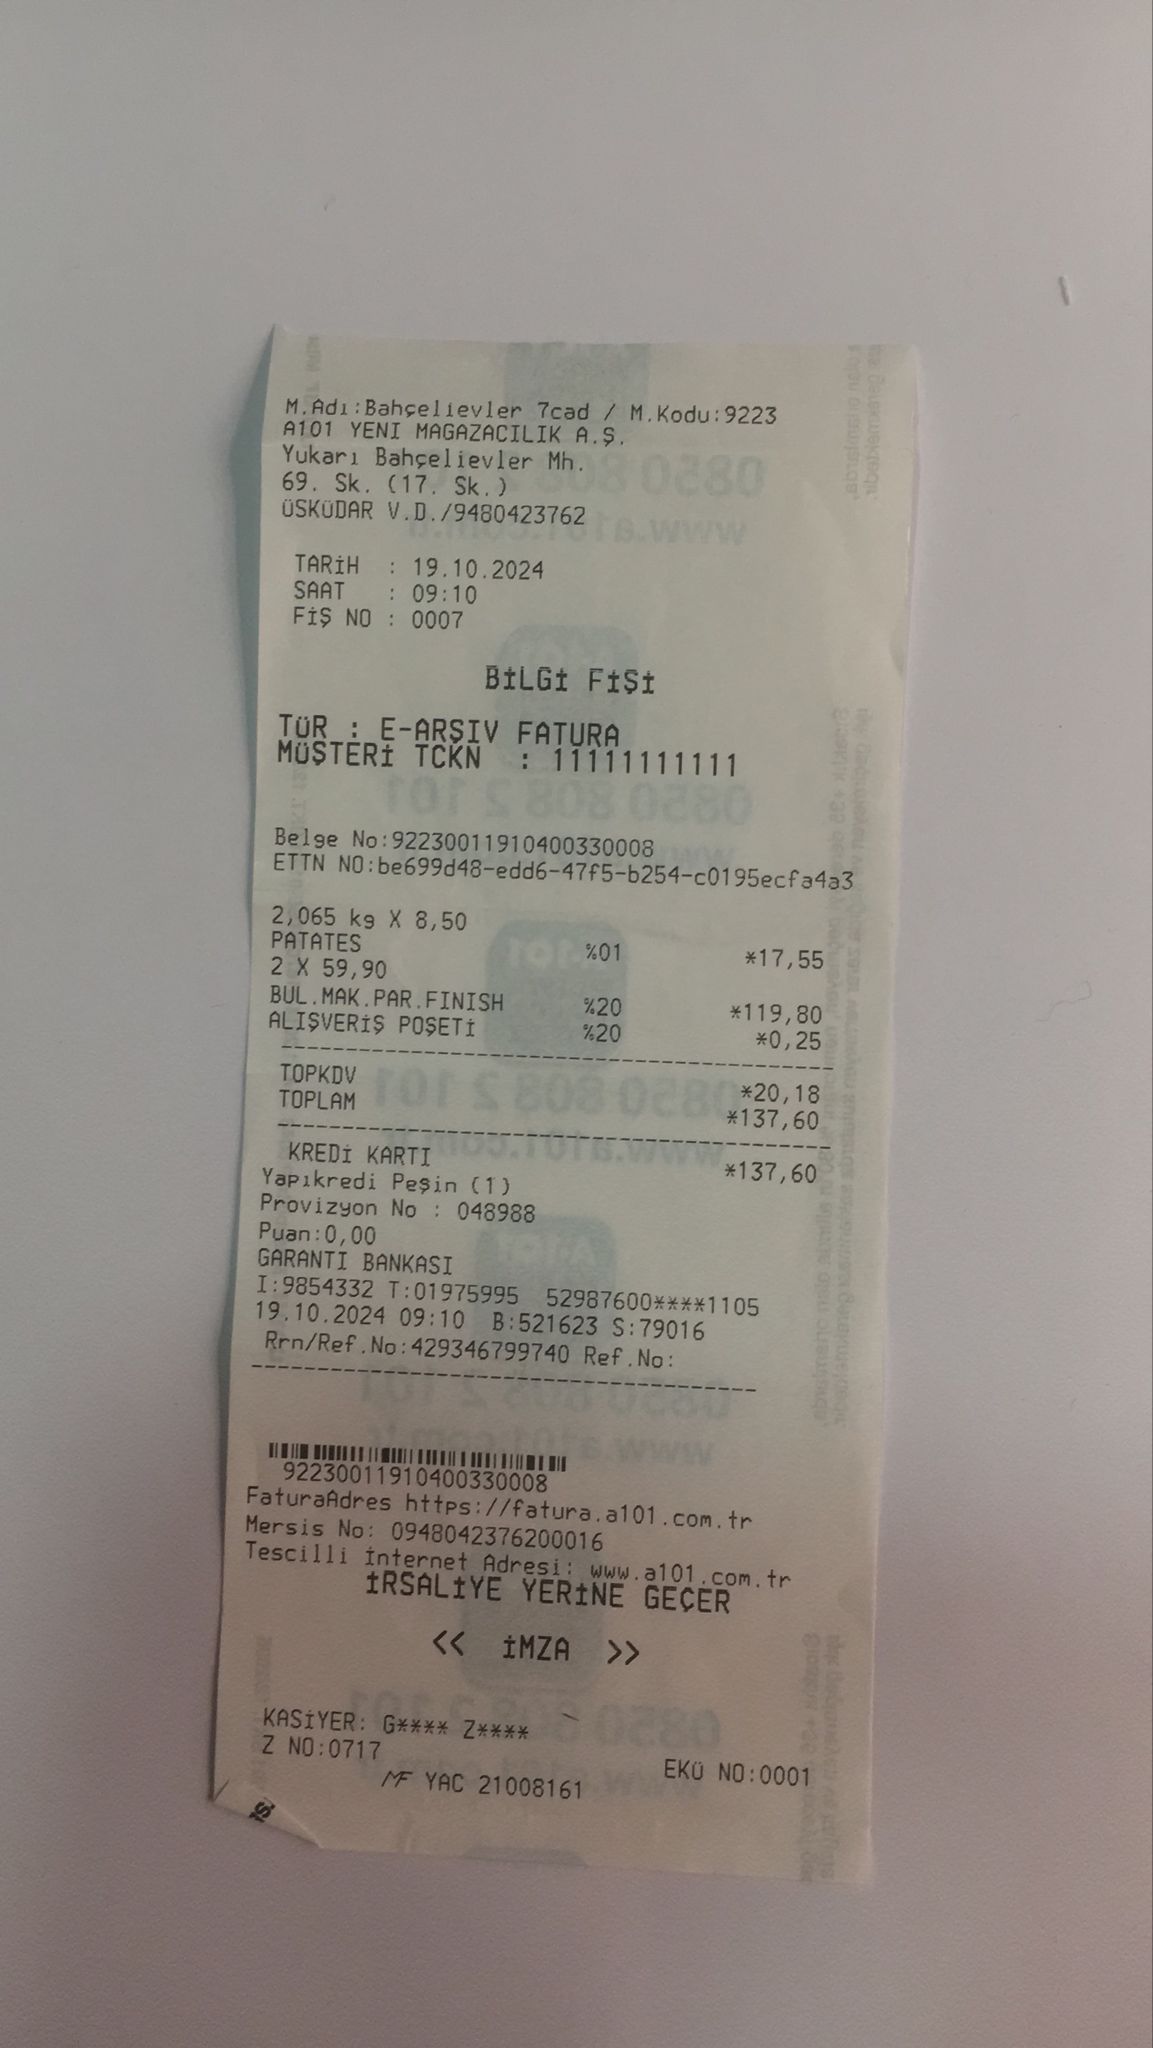 M.Adı:Bahçelievler 7cad / M.Kodu:9223
A101 YENI MAGAZACILIK A.Ş.
Yukarı Bahçelievler Mh.
69. Sk. (17. Sk.)
ÜSKÜDAR V.D./9480423762
TARİH : 19.10.2024
SAAT : 09:10
FİŞ NO : 0007
BİLGİ FİŞİ
TÜR : E-ARŞIV FATURA
MÜŞTERİ TCKN : 11111111111
Belge No:92230011910400330008
ETTN NO:be699d48-edd6-47f5-b254-c0195ecfa4a3
2,065 kg X 8,50
PATATES %01 *17,55
2 X 59,90
BUL.MAK.PAR.FINISH %20 *119,80
ALIŞVERİŞ POŞETİ %20 *0,25
TOPKDV *20,18
TOPLAM *137,60
KREDİ KARTI *137,60
Yapıkredi Peşin (1)
Provizyon No : 048988
Puan:0,00
GARANTI BANKASI
I:9854332 T:01975995 52987600****1105
19.10.2024 09:10 B:521623 S:79016
Rrn/Ref.No:429346799740 Ref.No:
92230011910400330008
FaturaAdres https://fatura.a101.com.tr
Mersis No: 0948042376200016
Tescilli İnternet Adresi: www.a101.com.tr
İRSALİYE YERİNE GEÇER
<< İMZA >>
KASİYER: G**** Z****
Z NO:0717 EKÜ NO:0001
MF YAC 21008161